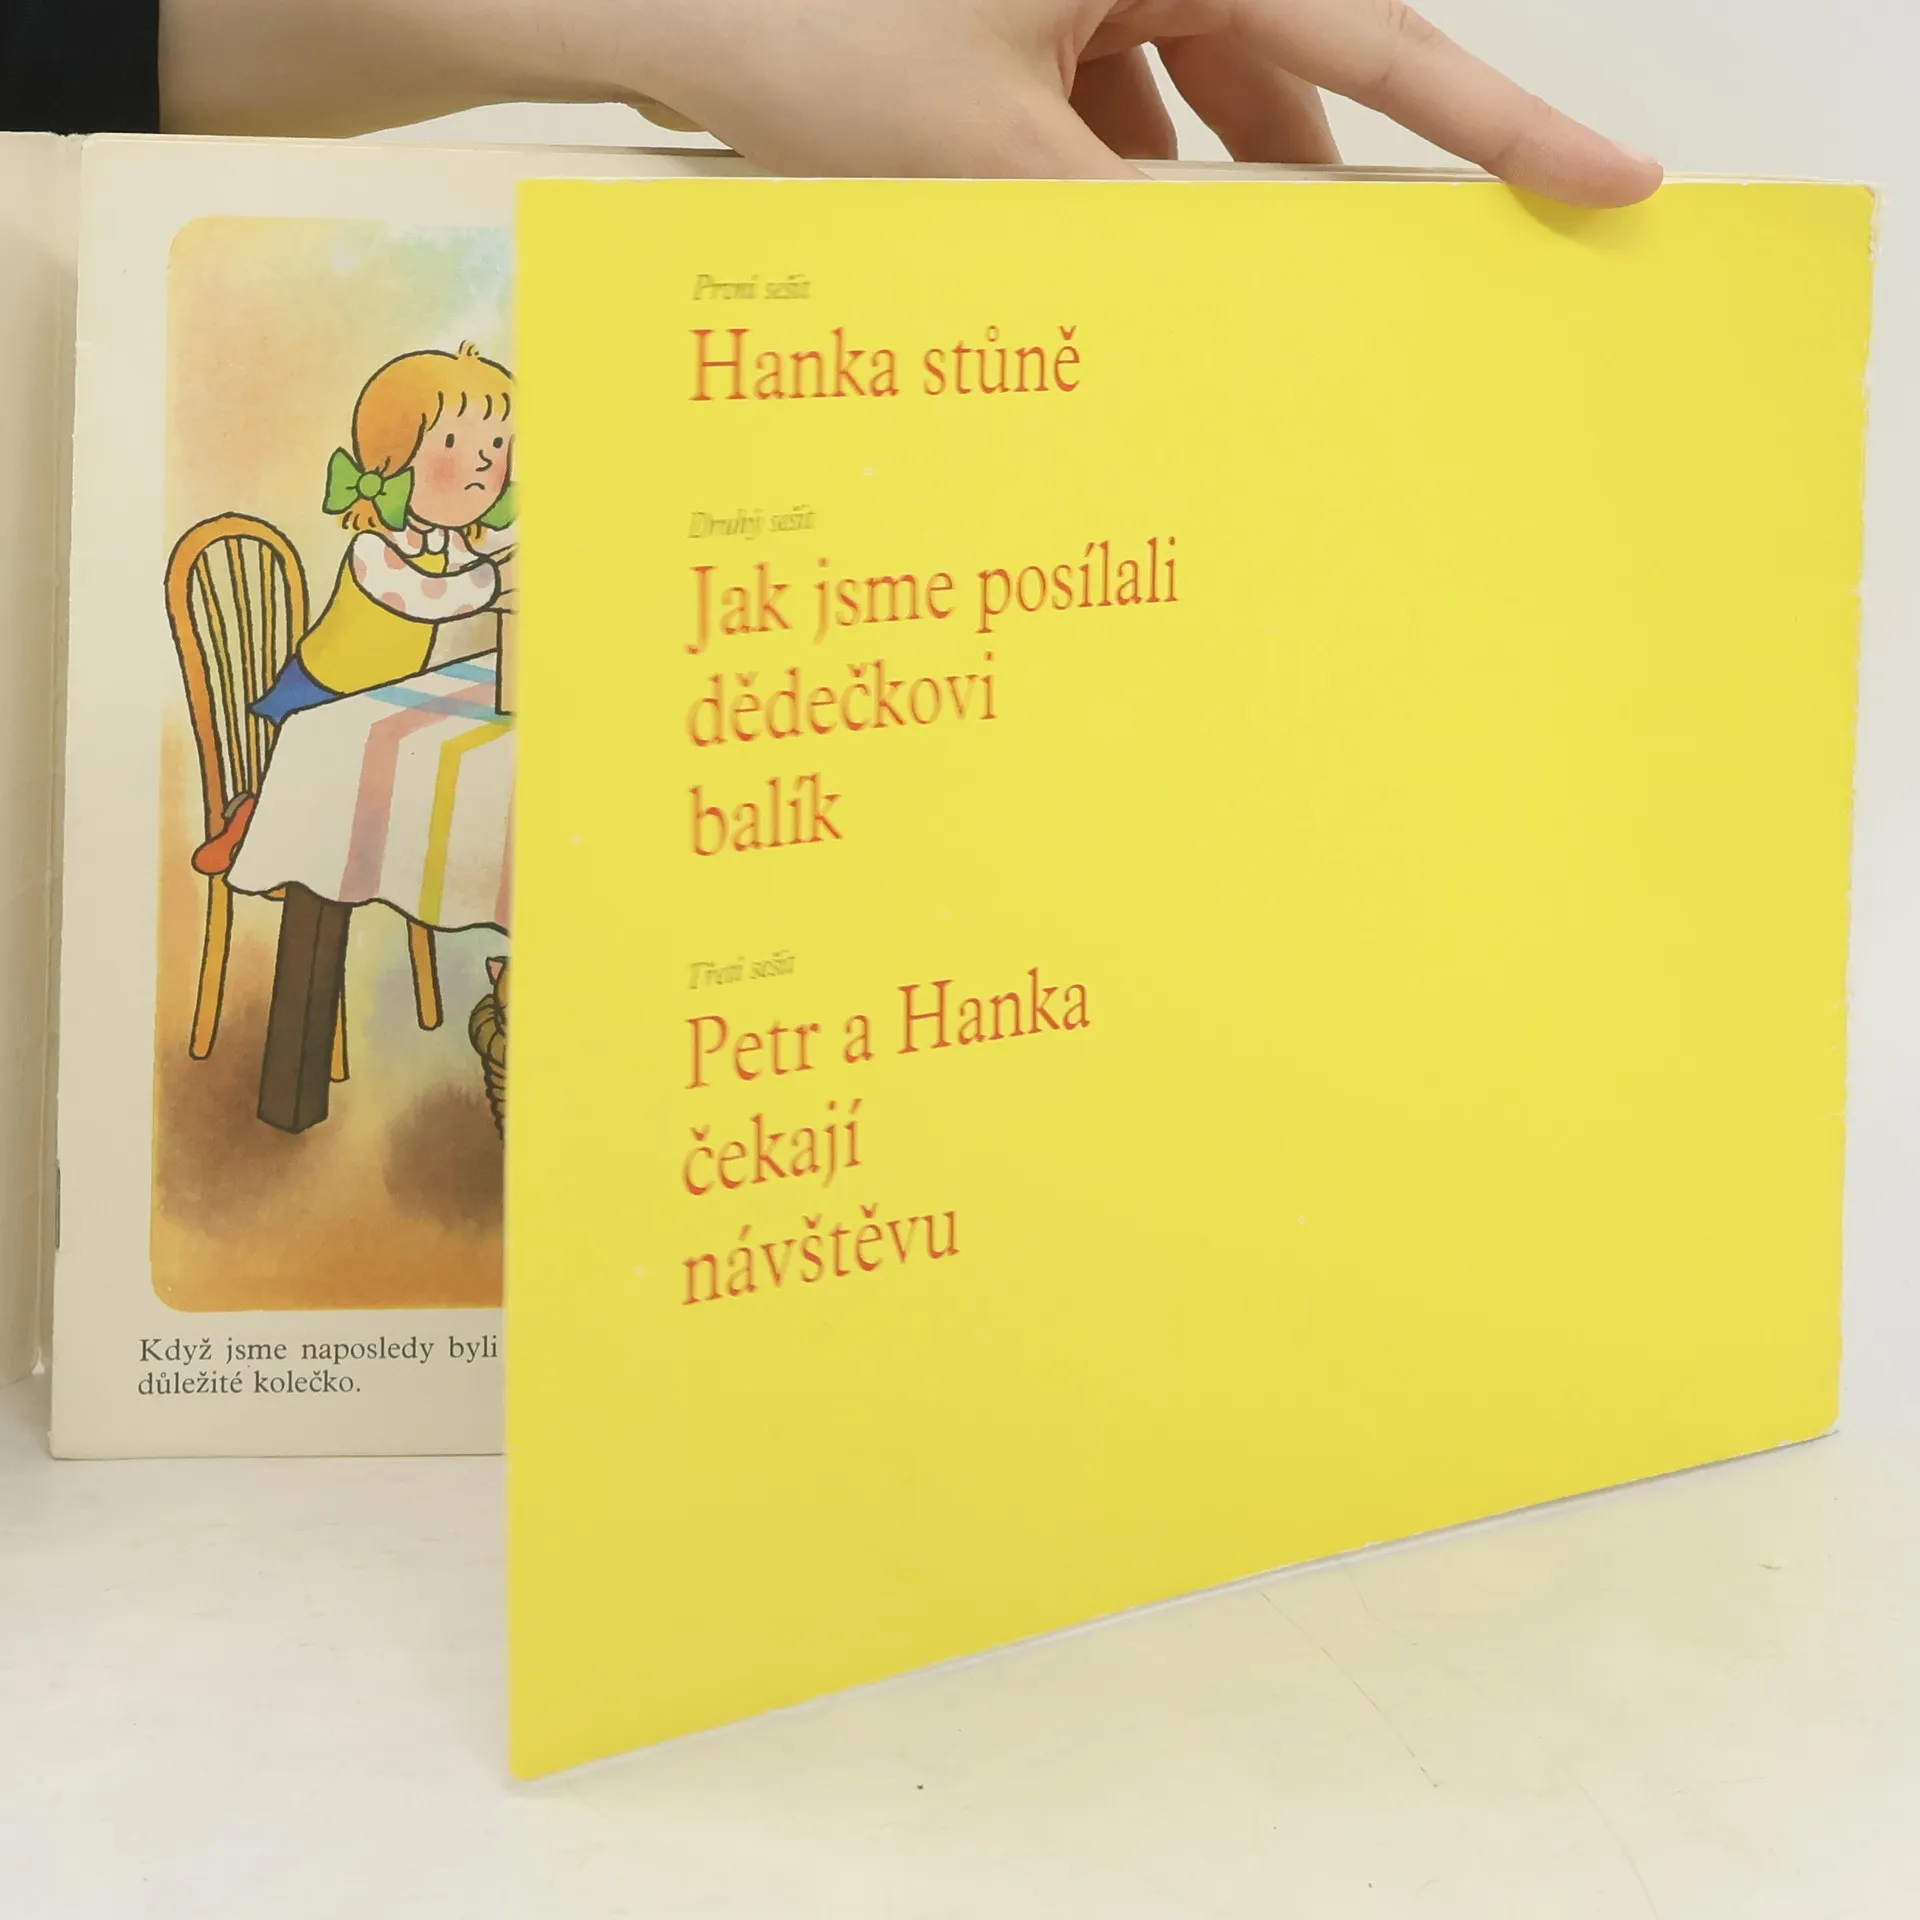 První sešit
Hanka stůně
Druhý sešit
Jak jsme posílali
dědečkovi
balík
Třetí sešit
Petr a Hanka
čekají
návštěvu
Když jsme naposledy byli
důležité kolečko.